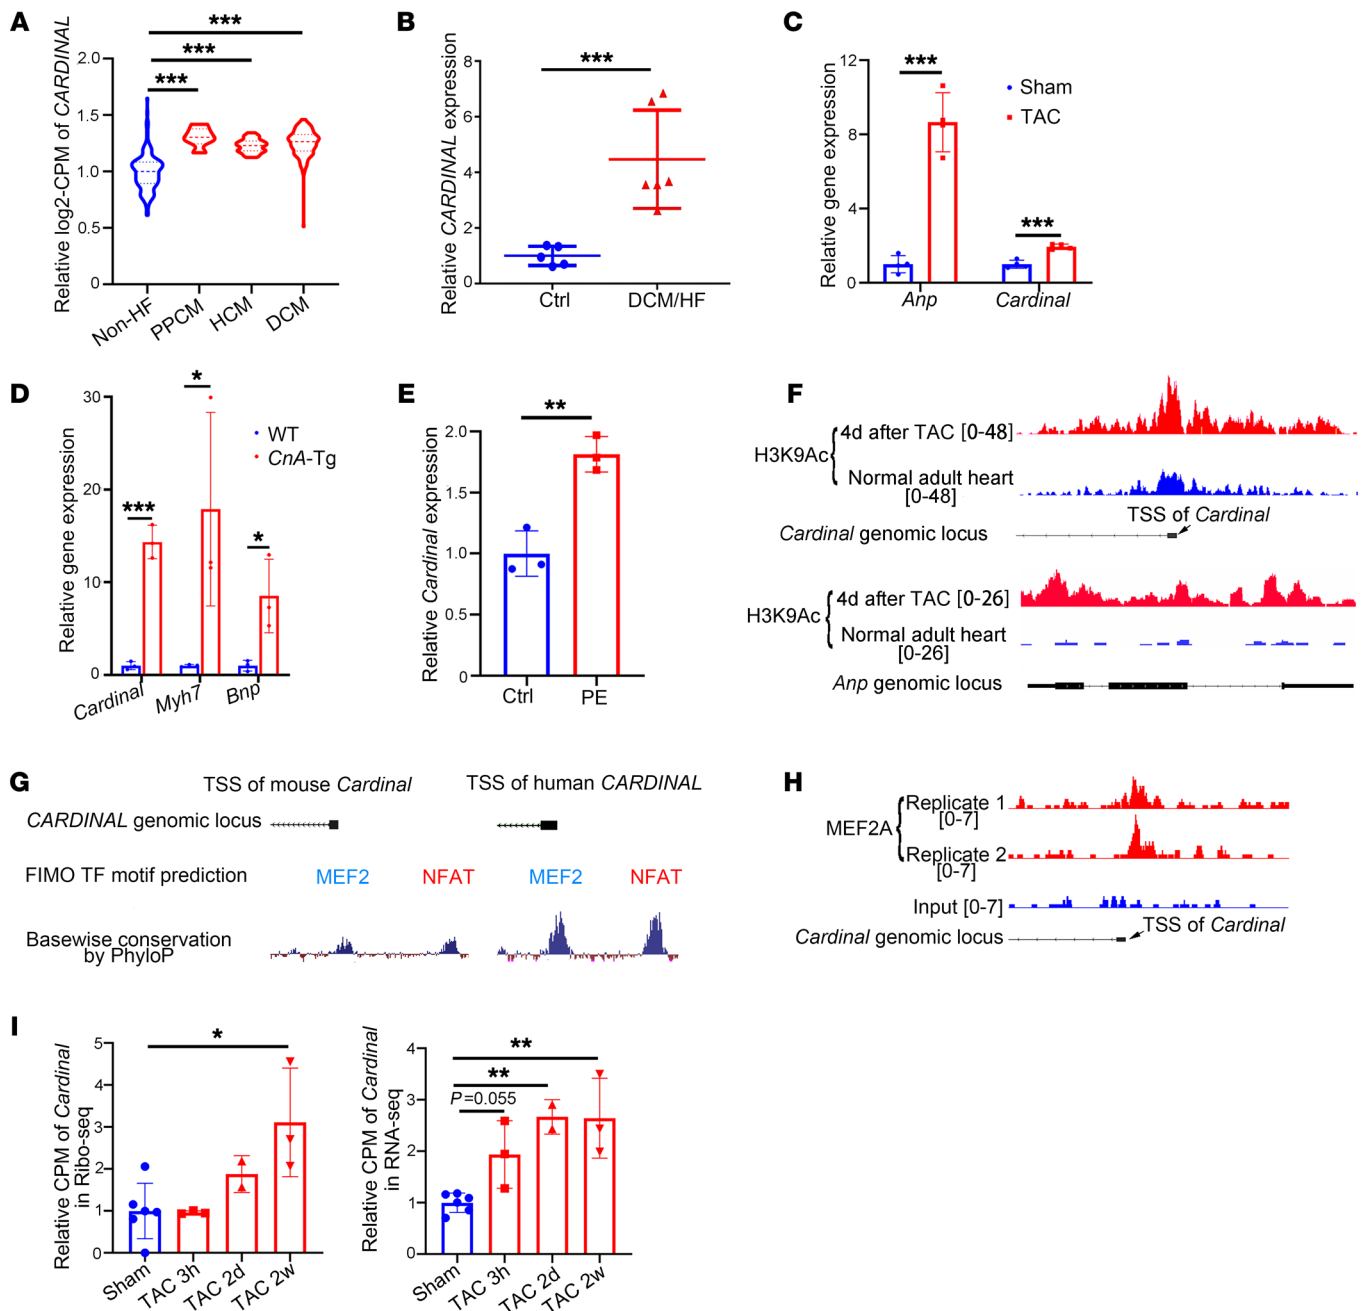 A
Relative log2-CPM of CARDINAL
2.0
1.5
1.0
0.5
0
***
***
***
Non-HF
PPCM
HCM
DCM
B
Relative CARDINAL expression
8
6
4
2
0
***
Ctrl
DCM/HF
C
Relative gene expression
12
8
4
0
***
***
Sham
TAC
Anp
Cardinal
D
Relative gene expression
30
20
10
0
***
*
*
WT
CnA-Tg
Cardinal
Myh7
Bnp
E
Relative Cardinal expression
2.0
1.5
1.0
0.5
0
**
Ctrl
PE
F
H3K9Ac
4d after TAC [0-48]
Normal adult heart
[0-48]
TSS of Cardinal
Cardinal genomic locus
H3K9Ac
4d after TAC [0-26]
Normal adult heart
[0-26]
Anp genomic locus
G
TSS of mouse Cardinal
TSS of human CARDINAL
CARDINAL genomic locus
FIMO TF motif prediction
MEF2
NFAT
MEF2
NFAT
Basewise conservation
by PhyloP
H
MEF2A
Replicate 1
[0-7]
Replicate 2
[0-7]
Input [0-7]
TSS of Cardinal
Cardinal genomic locus
I
Relative CPM of Cardinal
in Ribo-seq
5
4
3
2
1
0
*
Sham
TAC 3h
TAC 2d
TAC 2w
Relative CPM of Cardinal
in RNA-seq
4
3
2
1
0
**
**
P=0.055
Sham
TAC 3h
TAC 2d
TAC 2w